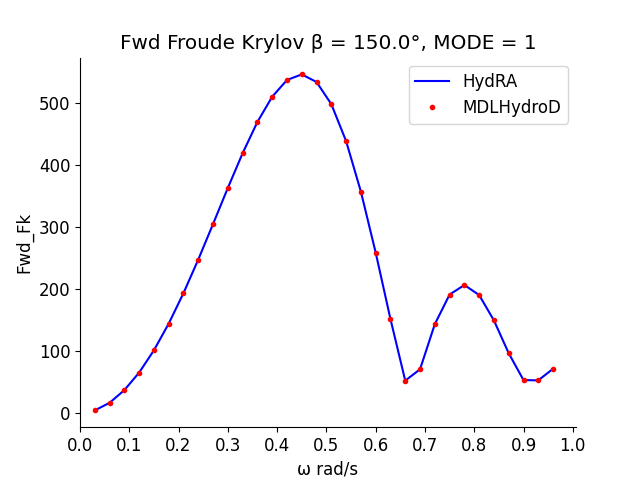 Fwd Froude Krylov β = 150.0°, MODE = 1
HydRA
MDLHydroD
Fwd_Fk
500
400
300
200
100
0
0.0 0.1 0.2 0.3 0.4 0.5 0.6 0.7 0.8 0.9 1.0
ω rad/s